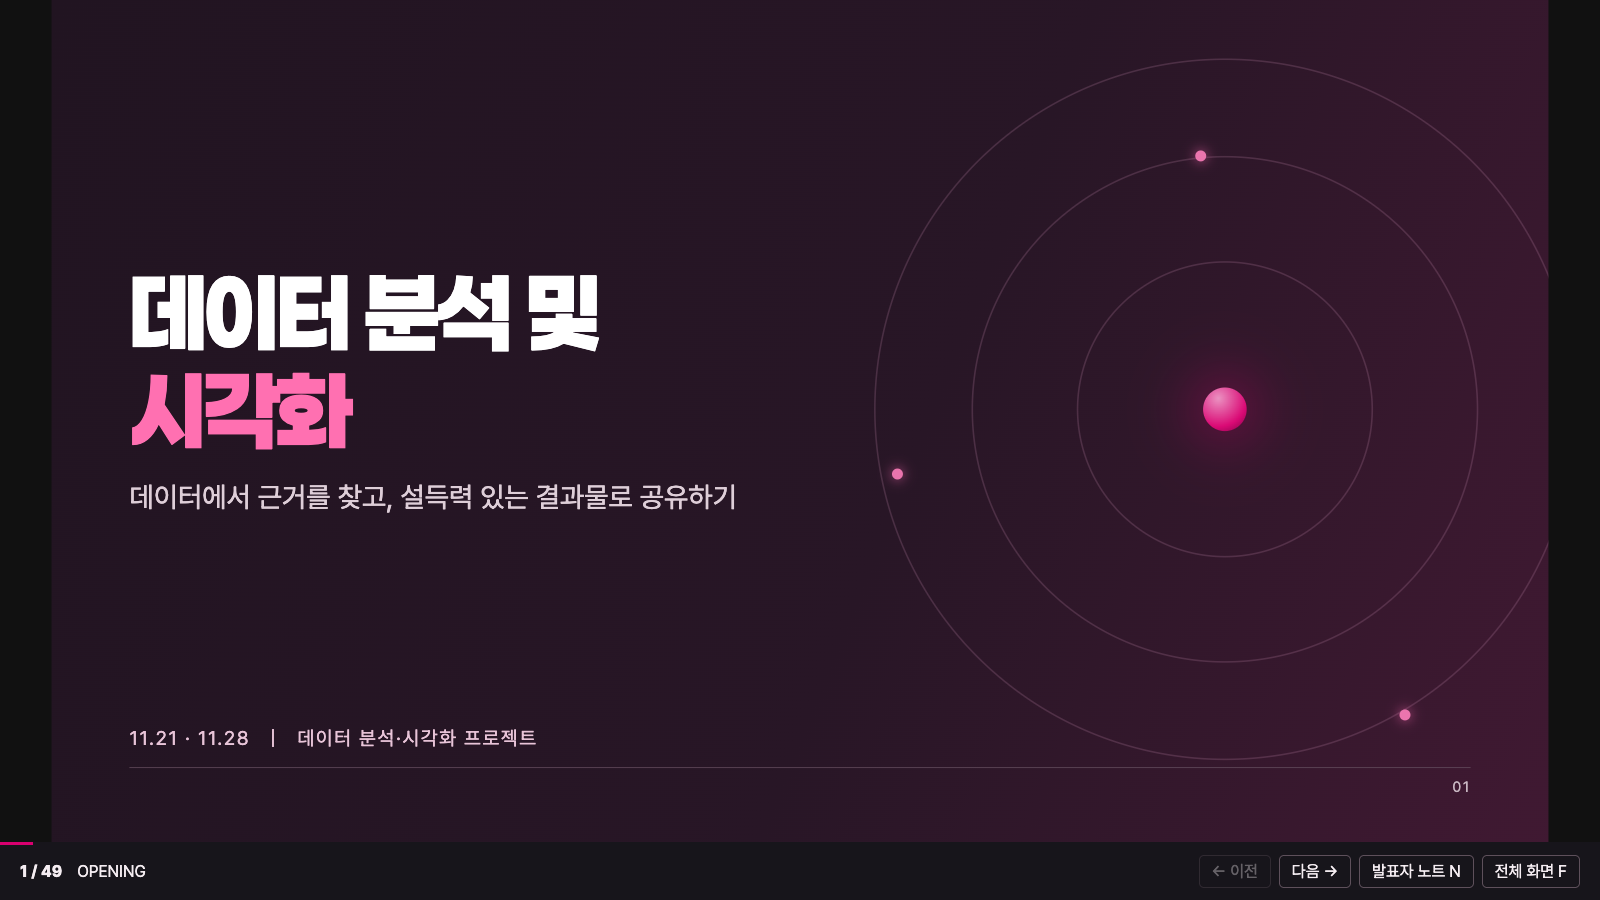 데이터 분석 및
시각화
데이터에서 근거를 찾고, 설득력 있는 결과물로 공유하기
11.21 · 11.28 | 데이터 분석·시각화 프로젝트
01
1 / 49 OPENING
← 이전
다음 →
발표자 노트 N
전체 화면 F